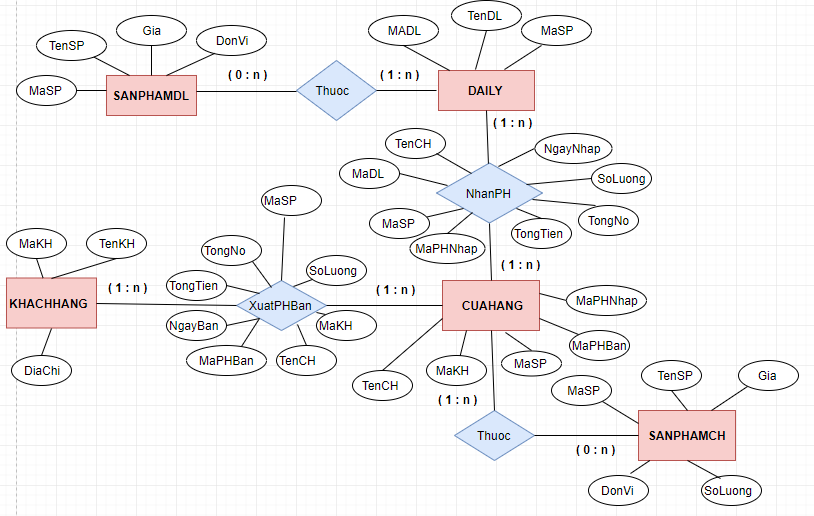 TenDL
Gia
MADL
MaSP
TenSP
DonVi
( 0 : n )
( 1 : n )
MaSP
SANPHAMDL
Thuoc
DAILY
( 1 : n )
TenCH
NgayNhap
MaDL
SoLuong
NhanPH
MaSP
MaSP
TongNo
TongTien
MaPHNhap
MaKH
TenKH
TongNo
SoLuong
( 1 : n )
( 1 : n )
( 1 : n )
TongTien
MaPHNhap
KHACHHANG
XuatPHBan
CUAHANG
NgayBan
MaKH
MaPHBan
MaPHBan
TenCH
DiaChi
MaSP
MaKH
TenCH
TenSP
Gia
MaSP
( 1 : n )
Thuoc
SANPHAMCH
( 0 : n )
DonVi
SoLuong